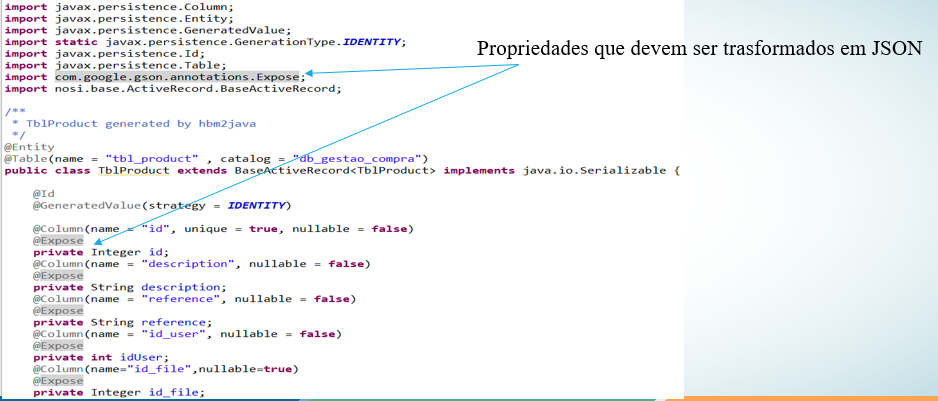 import javax.persistence.Column;
import javax.persistence.Entity;
import javax.persistence.GeneratedValue;
import static javax.persistence.GenerationType.IDENTITY;
import javax.persistence.Id;
import javax.persistence.Table;
import com.google.gson.annotations.Expose;
import nosi.base.ActiveRecord.BaseActiveRecord;
Propriedades que devem ser trasformados em JSON
/**
* TblProduct generated by hbm2java
*/
@Entity
@Table(name = "tbl_product" , catalog = "db_gestao_compra")
public class TblProduct extends BaseActiveRecord<TblProduct> implements java.io.Serializable {
@Id
@GeneratedValue(strategy = IDENTITY)
@Column(name = "id", unique = true, nullable = false)
@Expose
private Integer id;
@Column(name = "description", nullable = false)
@Expose
private String description;
@Column(name = "reference", nullable = false)
@Expose
private String reference;
@Column(name = "id_user", nullable = false)
@Expose
private int idUser;
@Column(name="id_file",nullable=true)
@Expose
private Integer id_file;